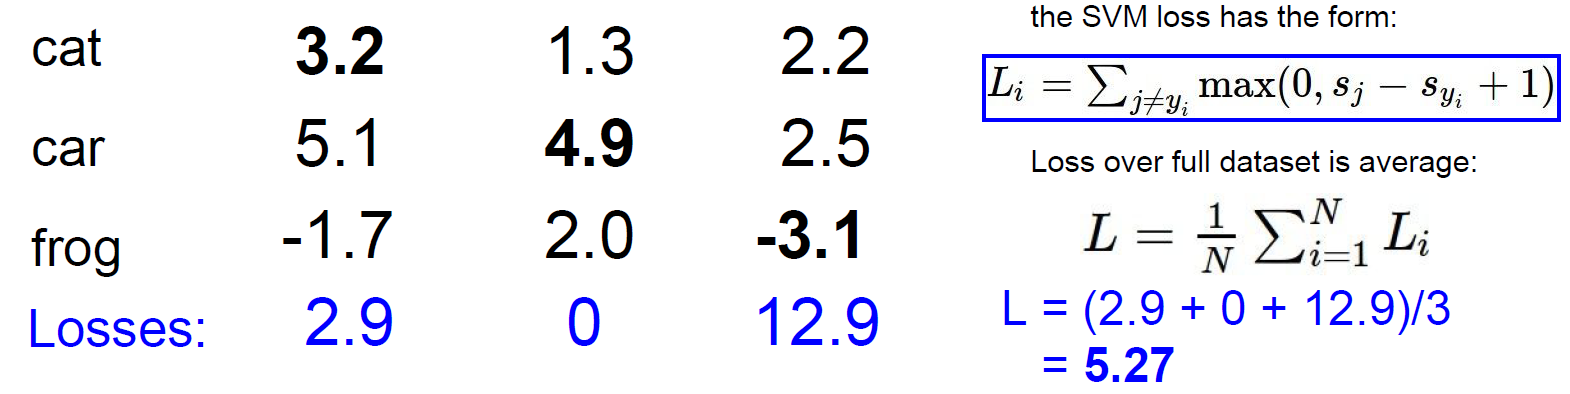 cat 3.2 1.3 2.2
car 5.1 4.9 2.5
frog -1.7 2.0 -3.1
Losses: 2.9 0 12.9
the SVM loss has the form:
L_i = ∑_{j≠y_i} max(0, s_j − s_{y_i} + 1)
Loss over full dataset is average:
L = \frac{1}{N} ∑_{i=1}^{N} L_i
L = (2.9 + 0 + 12.9)/3
= 5.27